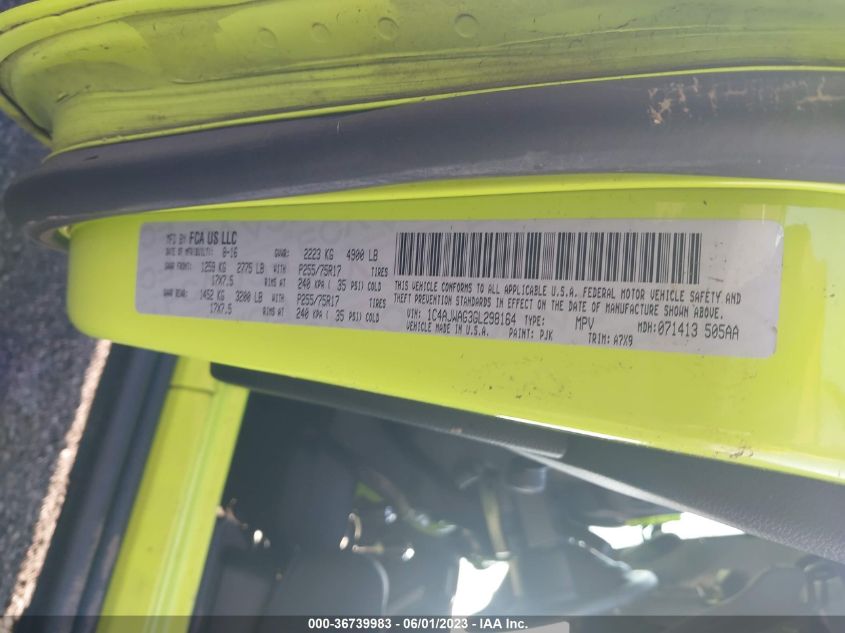 MFD BY FCA US LLC
DATE OF MFR/BUILT: 8-16 GVWR: 2223 KG 4900 LB
GAWR FRONT: 1259 KG 2775 LB WITH P255/75R17 TIRES
17X7.5 RIMS AT 240 KPA ( 35 PSI) COLD
GAWR REAR: 1452 KG 3200 LB WITH P255/75R17 TIRES
17X7.5 RIMS AT 240 KPA ( 35 PSI) COLD
THIS VEHICLE CONFORMS TO ALL APPLICABLE U.S.A. FEDERAL MOTOR VEHICLE SAFETY AND
THEFT PREVENTION STANDARDS IN EFFECT ON THE DATE OF MANUFACTURE SHOWN ABOVE.
VIN: 1C4AJWAG3GL298164 TYPE: MPV MDH: 071413 505AA
VEHICLE MADE IN U.S.A. PAINT: PJK TRIM: A7X9
000-36739983 - 06/01/2023 - IAA Inc.